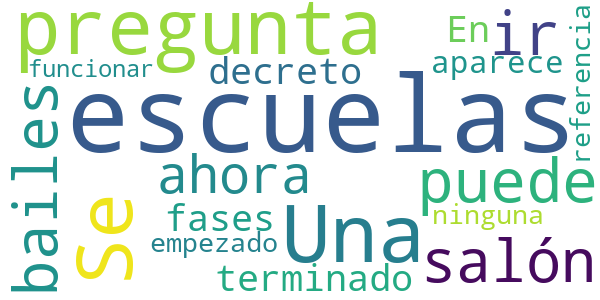 pregunta
En
ir
referencia
funcionar
decreto
aparece
escuelas
bailes
ahora
puede
Se
fases
Una
ninguna
empezado
salón
terminado